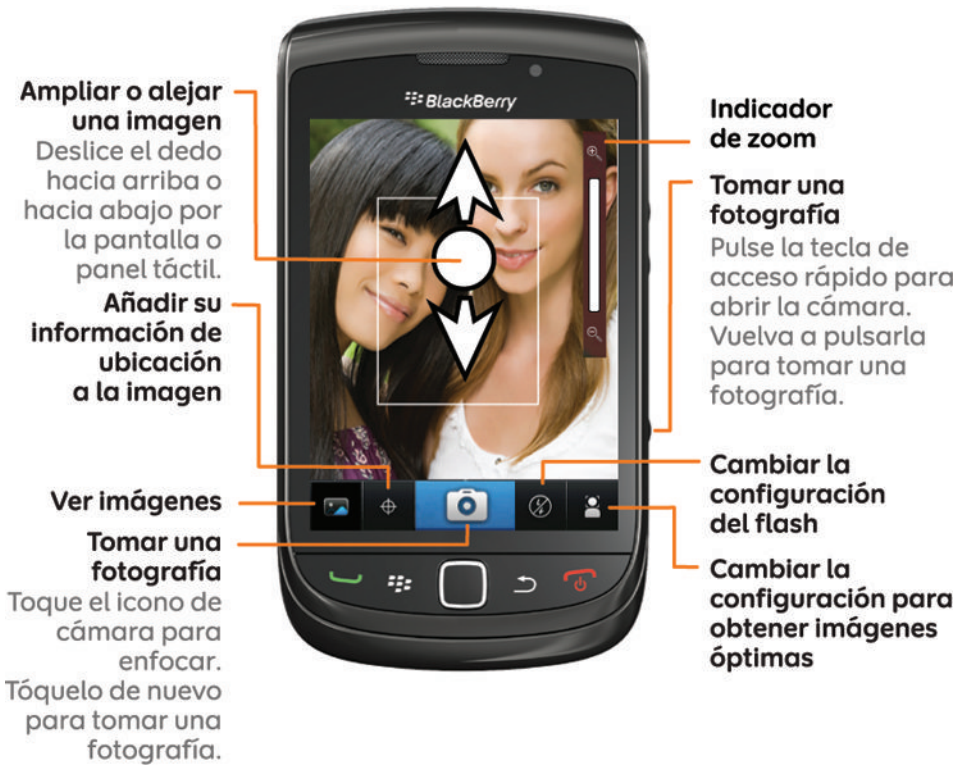 Ampliar o alejar
una imagen
Deslice el dedo
hacia arriba o
hacia abajo por
la pantalla o
panel táctil.
Añadir su
información de
ubicación
a la imagen
Ver imágenes
Tomar una
fotografía
Toque el icono de
cámara para
enfocar.
Tóquelo de nuevo
para tomar una
fotografía.
BlackBerry
Indicador
de zoom
Tomar una
fotografía
Pulse la tecla de
acceso rápido para
abrir la cámara.
Vuelva a pulsarla
para tomar una
fotografía.
Cambiar la
configuración
del flash
Cambiar la
configuración para
obtener imágenes
óptimas